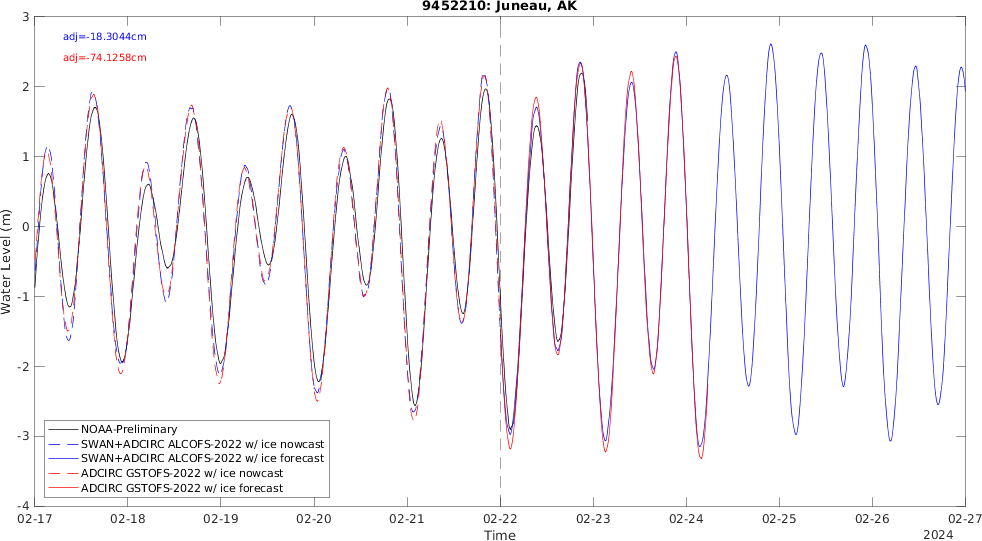 9452210: Juneau, AK
adj=-18.3044cm
adj=-74.1258cm
3
2
1
0
-1
-2
-3
-4
Water Level (m)
NOAA-Preliminary
SWAN+ADCIRC ALCOFS-2022 w/ ice nowcast
SWAN+ADCIRC ALCOFS-2022 w/ ice forecast
ADCIRC GSTOFS-2022 w/ ice nowcast
ADCIRC GSTOFS-2022 w/ ice forecast
02-17 02-18 02-19 02-20 02-21 02-22 02-23 02-24 02-25 02-26 02-27
Time
2024